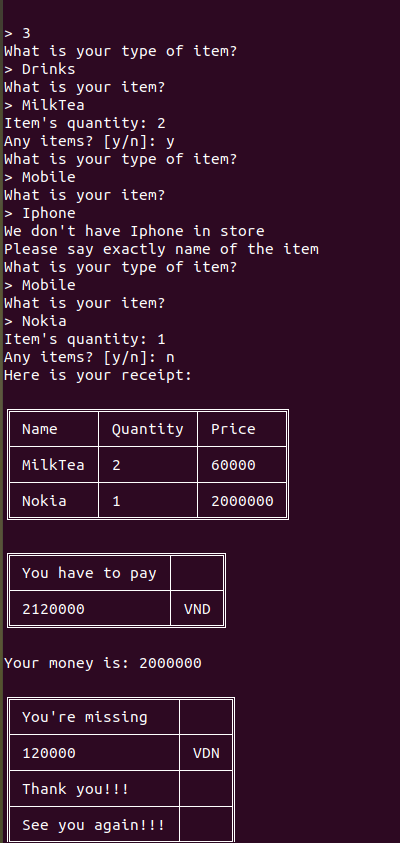 > 3
What is your type of item?
> Drinks
What is your item?
> MilkTea
Item's quantity: 2
Any items? [y/n]: y
What is your type of item?
> Mobile
What is your item?
> Iphone
We don't have Iphone in store
Please say exactly name of the item
What is your type of item?
> Mobile
What is your item?
> Nokia
Item's quantity: 1
Any items? [y/n]: n
Here is your receipt:
Name Quantity Price
MilkTea 2 60000
Nokia 1 2000000
You have to pay
2120000 VND
Your money is: 2000000
You're missing
120000 VDN
Thank you!!!
See you again!!!